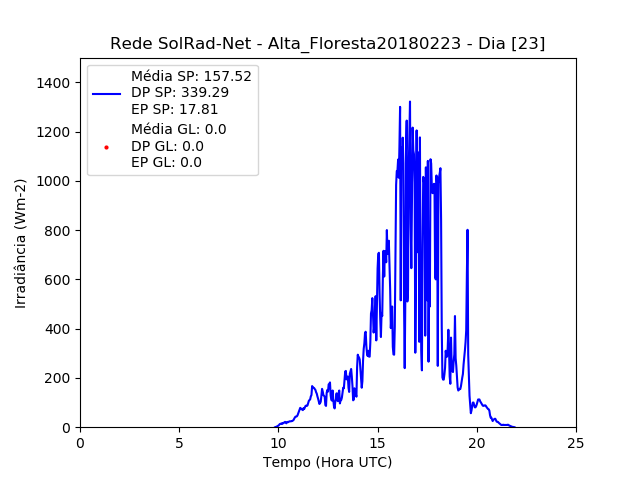 Rede SolRad-Net - Alta_Floresta20180223 - Dia [23]
Média SP: 157.52
DP SP: 339.29
EP SP: 17.81
Média GL: 0.0
DP GL: 0.0
EP GL: 0.0
1400
1200
1000
800
600
400
200
0
Irradiância (Wm-2)
0 5 10 15 20 25
Tempo (Hora UTC)